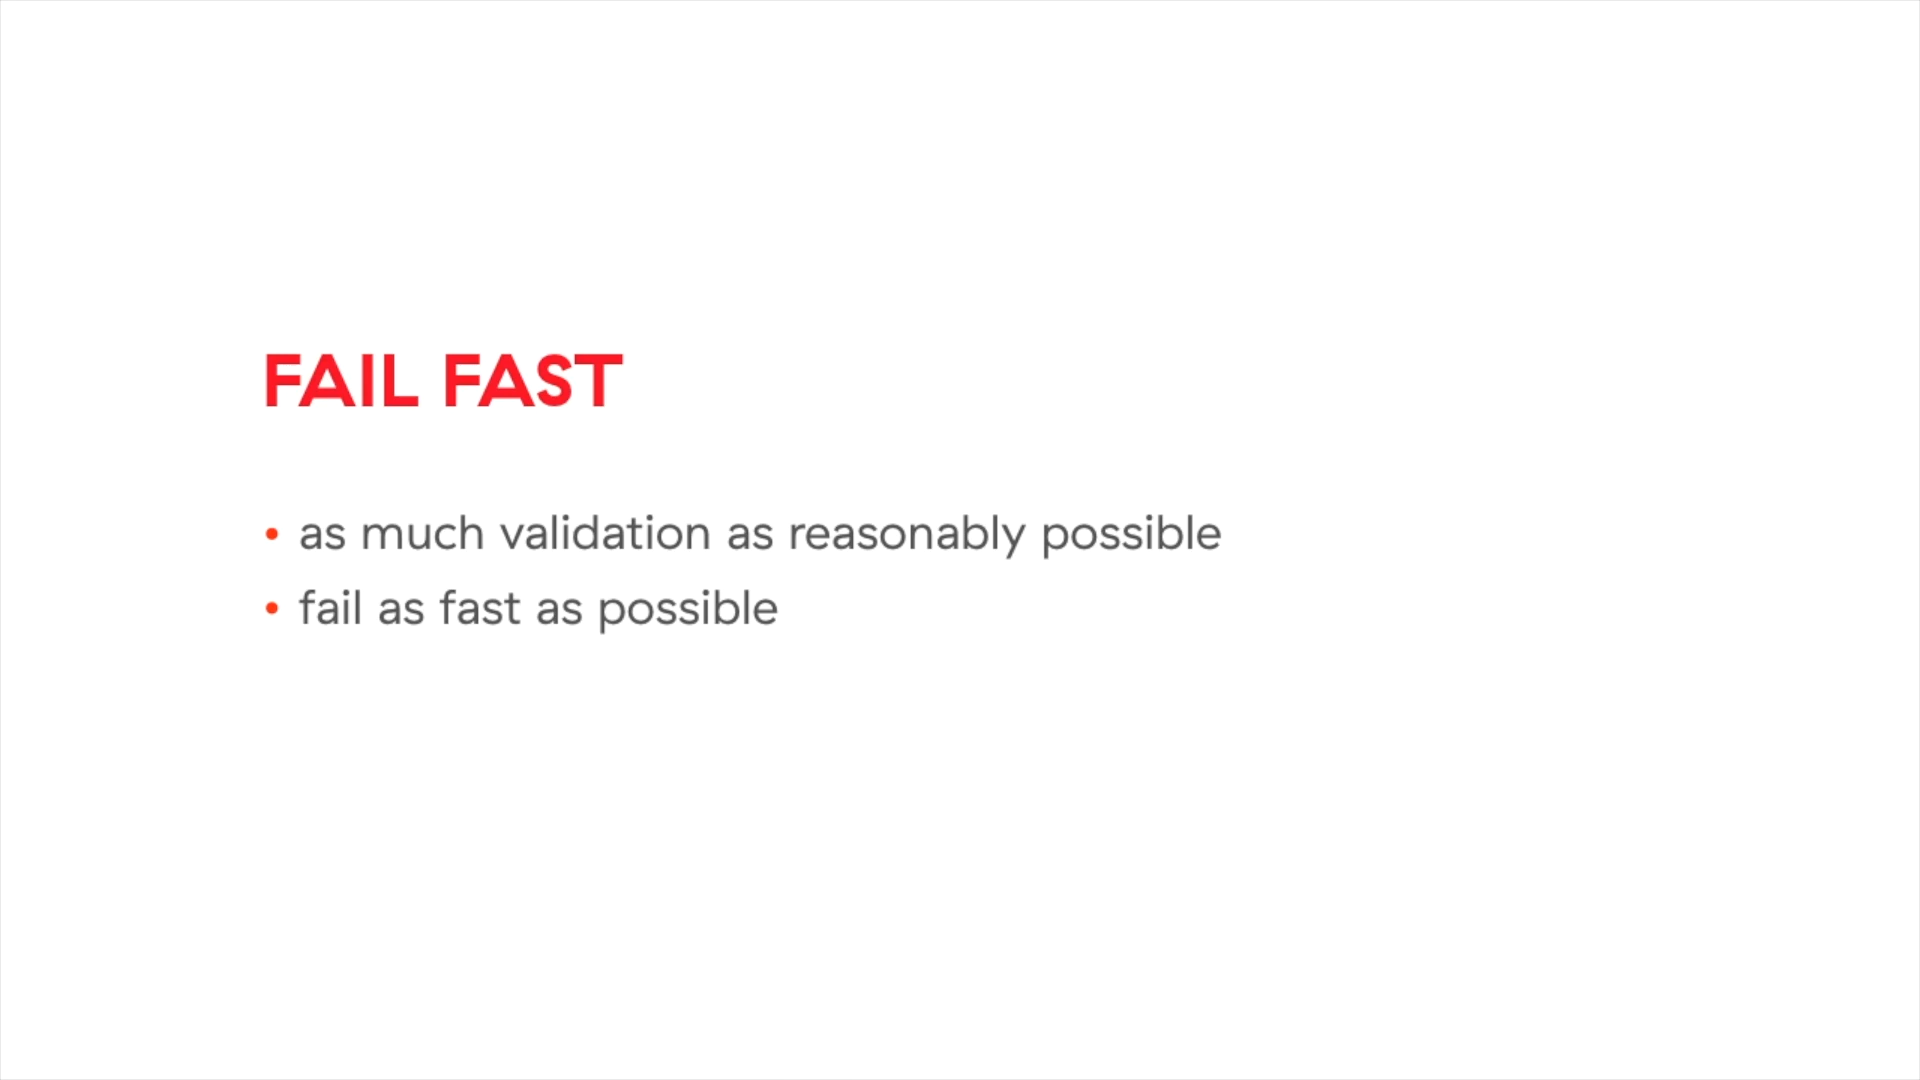 FAIL FAST
• as much validation as reasonably possible
• fail as fast as possible